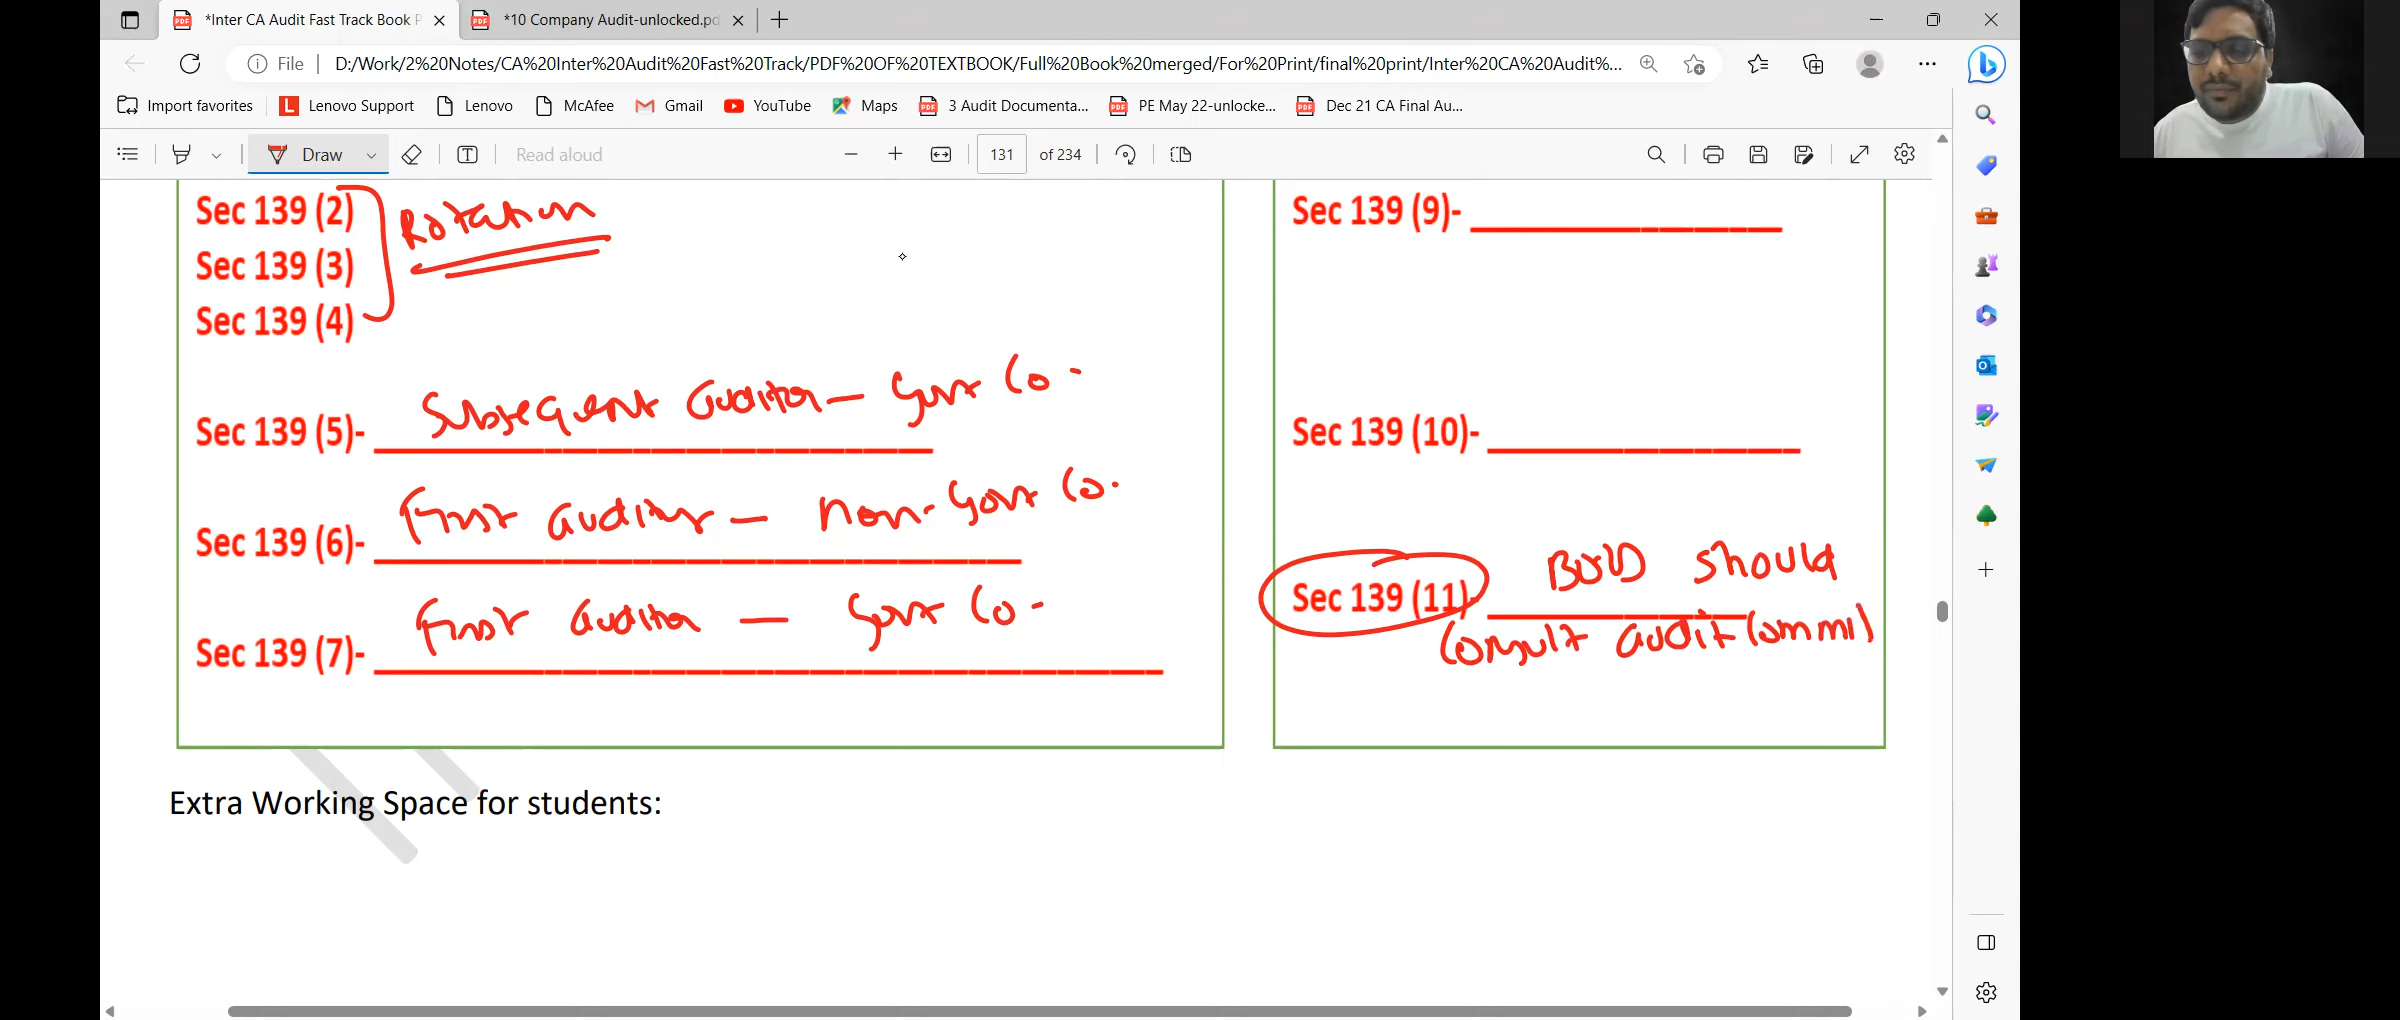 *Inter CA Audit Fast Track Book P
*10 Company Audit-unlocked.pd
File
D:/Work/2%20Notes/CA%20Inter%20Audit%20Fast%20Track/PDF%20OF%20TEXTBOOK/Full%20Book%20merged/For%20Print/final%20print/Inter%20CA%20Audit%...
Import favorites
Lenovo Support
Lenovo
McAfee
Gmail
YouTube
Maps
3 Audit Documenta...
PE May 22-unlocke...
Dec 21 CA Final Au...
Draw
Read aloud
131 of 234
Sec 139 (2)
Sec 139 (3)
Sec 139 (4)
Rotation
Sec 139 (5)- Subsequent auditor – Govt Co.
Sec 139 (6)- First auditor – Non-Govt Co.
Sec 139 (7)- First auditor – Govt Co.
Sec 139 (9)-
Sec 139 (10)-
Sec 139 (11)- BOD should
consult audit (omm)
Extra Working Space for students: